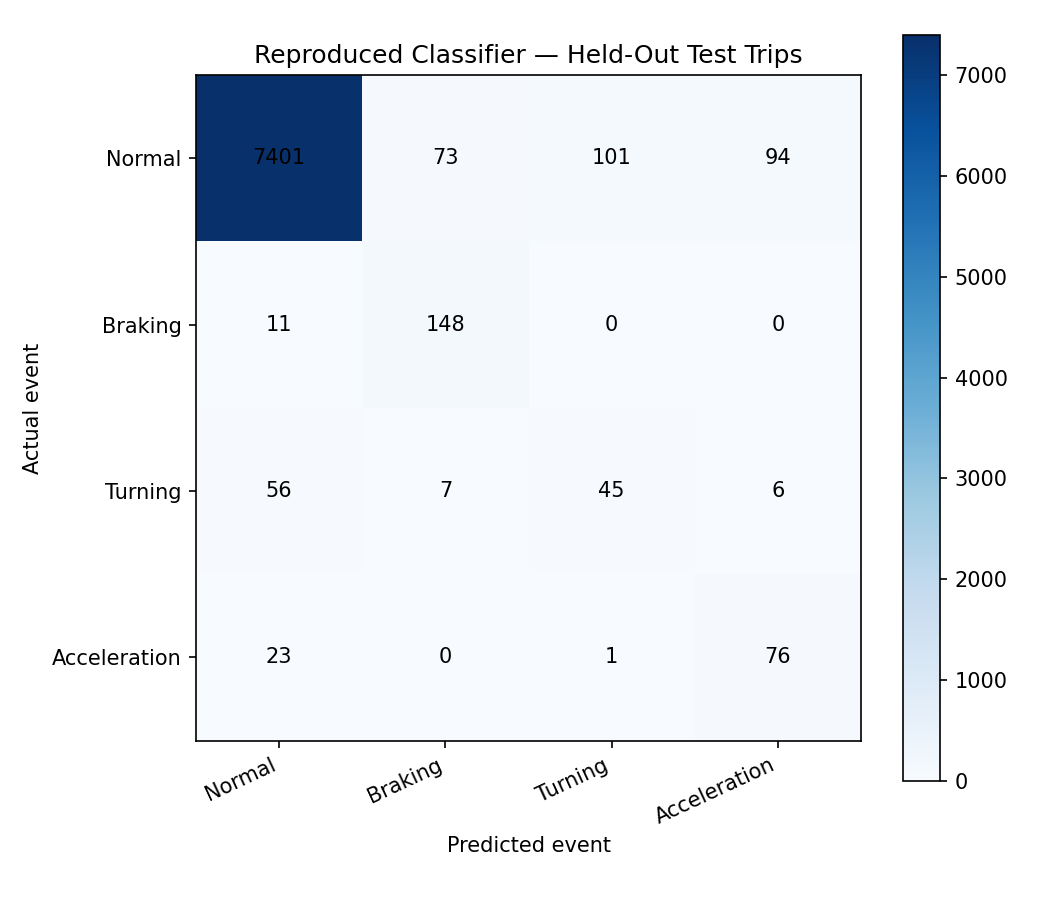 Reproduced Classifier — Held-Out Test Trips
Actual event
Normal
7401 73 101 94
Braking
11 148 0 0
Turning
56 7 45 6
Acceleration
23 0 1 76
Normal
Braking
Turning
Acceleration
Predicted event
7000
6000
5000
4000
3000
2000
1000
0